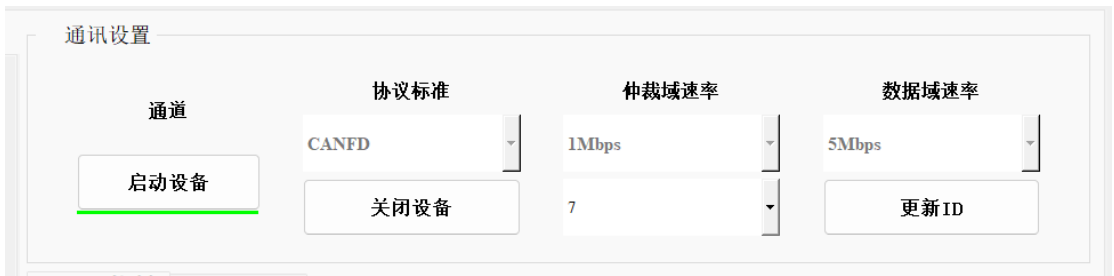 通讯设置
通道
协议标准
仲裁域速率
数据域速率
CANFD
1Mbps
5Mbps
启动设备
关闭设备
7
更新ID